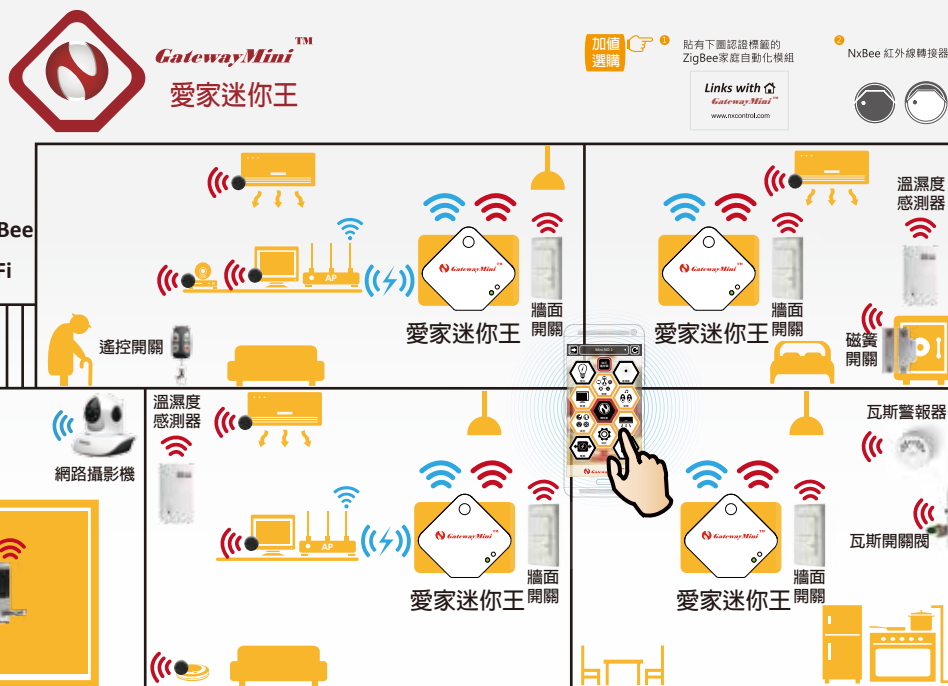 GatewayMini™
愛家迷你王
加值
選購
1
貼有下圖認證標籤的
ZigBee家庭自動化模組
Links with
GatewayMini™
www.nxcontrol.com
2
NxBee 紅外線轉接器
Bee
Fi
AP
GatewayMini™
愛家迷你王
牆面
開關
遙控開關
GatewayMini™
愛家迷你王
牆面
開關
溫濕度
感測器
磁簧
開關
網路攝影機
溫濕度
感測器
AP
GatewayMini™
愛家迷你王
牆面
開關
GatewayMini™
愛家迷你王
牆面
開關
瓦斯警報器
瓦斯開關閥